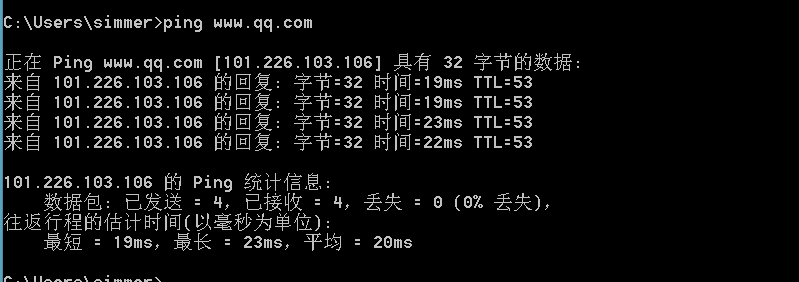 C:\Users\simmer>ping www.qq.com
正在 Ping www.qq.com [101.226.103.106] 具有 32 字节的数据:
来自 101.226.103.106 的回复: 字节=32 时间=19ms TTL=53
来自 101.226.103.106 的回复: 字节=32 时间=19ms TTL=53
来自 101.226.103.106 的回复: 字节=32 时间=23ms TTL=53
来自 101.226.103.106 的回复: 字节=32 时间=22ms TTL=53
101.226.103.106 的 Ping 统计信息:
数据包: 已发送 = 4，已接收 = 4，丢失 = 0 (0% 丢失)，
往返行程的估计时间(以毫秒为单位):
最短 = 19ms，最长 = 23ms，平均 = 20ms
C:\Users\simmer>